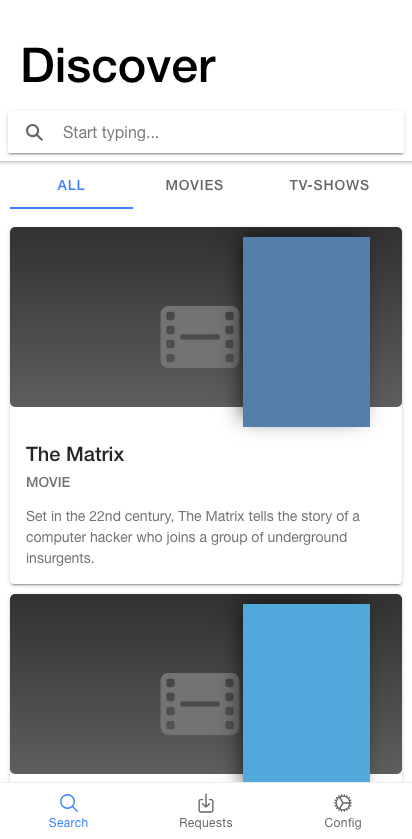 Discover
Start typing...
ALL
MOVIES
TV-SHOWS
The Matrix
MOVIE
Set in the 22nd century, The Matrix tells the story of a
computer hacker who joins a group of underground
insurgents.
Search
Requests
Config